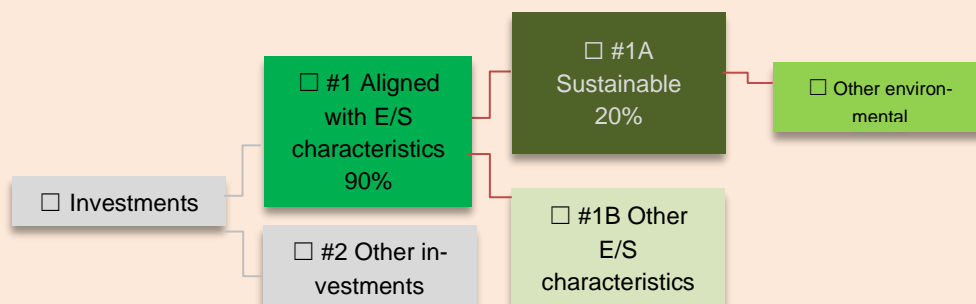 ☐ Investments
☐ #1 Aligned
with E/S
characteristics
90%
☐ #2 Other in-
vestments
☐ #1A
Sustainable
20%
☐ #1B Other
E/S
characteristics
☐ Other environ-
mental